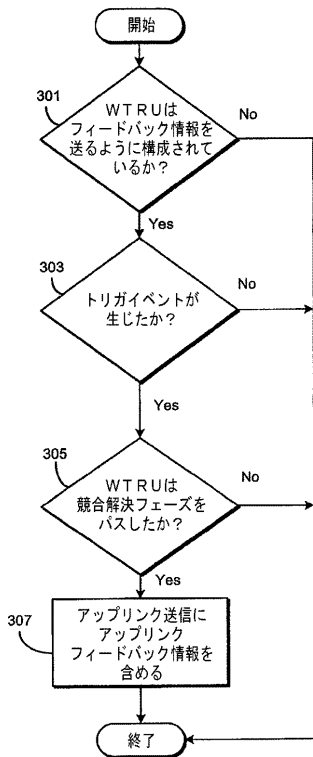 開始
301
WTRUは
フィードバック情報を
送るように構成されて
いるか？
No
Yes
303
トリガイベントが
生じたか？
No
Yes
305
WTRUは
競合解決フェーズを
パスしたか？
No
Yes
307
アップリンク送信に
アップリンク
フィードバック情報を
含める
終了